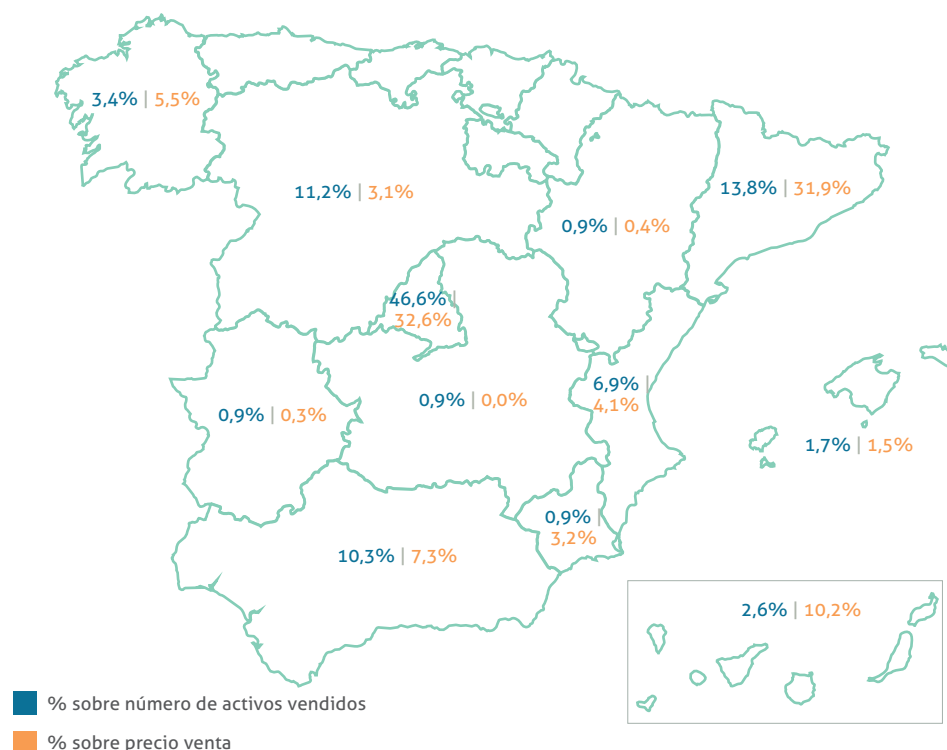 3,4% | 5,5%
11,2% | 3,1%
13,8% | 31,9%
0,9% | 0,4%
46,6% |
32,6%
6,9% |
4,1%
0,9% | 0,3%
0,9% | 0,0%
1,7% | 1,5%
0,9% |
3,2%
10,3% | 7,3%
2,6% | 10,2%
% sobre número de activos vendidos
% sobre precio venta